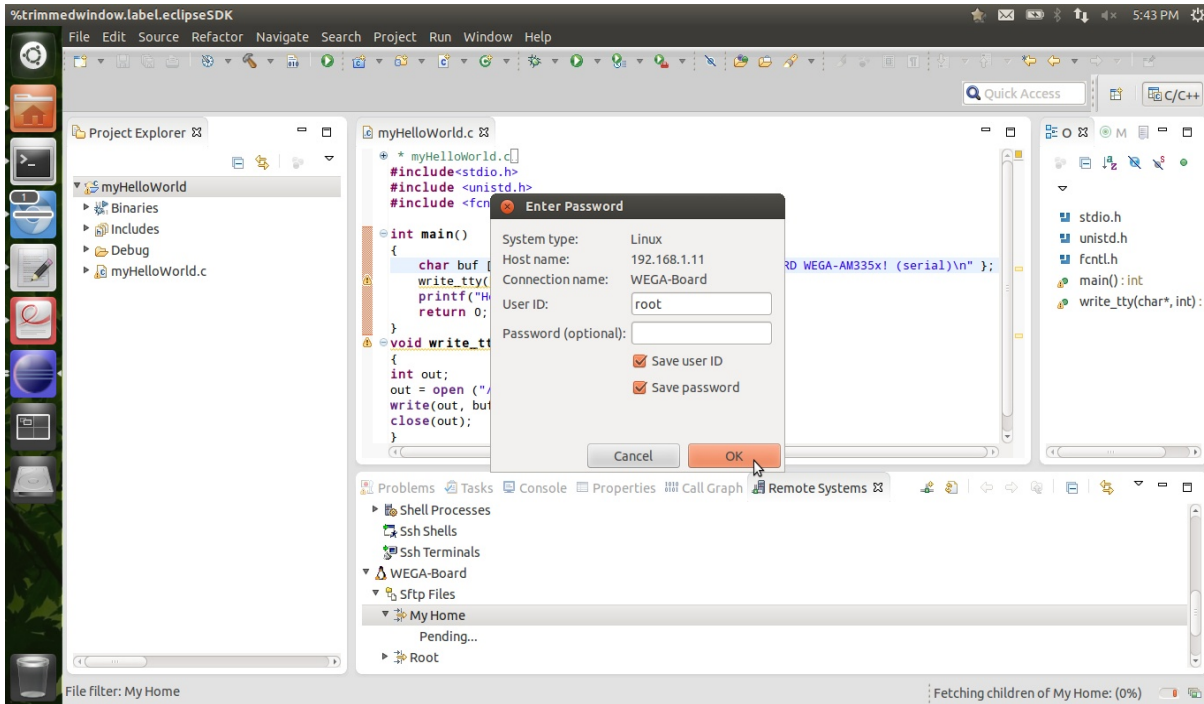 %trimmedwindow.label.eclipseSDK
5:43 PM
File Edit Source Refactor Navigate Search Project Run Window Help
Quick Access
C/C++
Project Explorer
myHelloWorld
Binaries
Includes
Debug
myHelloWorld.c
1
myHelloWorld.c
* myHelloWorld.c
#include<stdio.h>
#include <unistd.h>
#include <fcn
int main()
{
char buf [
RD WEGA-AM335x! (serial)\n" };
write_tty(
printf("H
return 0;
}
void write_tt
{
int out;
out = open ("/
write(out, buf
close(out);
}
Enter Password
System type: Linux
Host name: 192.168.1.11
Connection name: WEGA-Board
User ID: root
Password (optional):
Save user ID
Save password
Cancel OK
O M
stdio.h
unistd.h
fcntl.h
main() : int
write_tty(char*, int) :
Problems Tasks Console Properties Call Graph Remote Systems
Shell Processes
Ssh Shells
Ssh Terminals
WEGA-Board
Sftp Files
My Home
Pending...
Root
File filter: My Home
Fetching children of My Home: (0%)